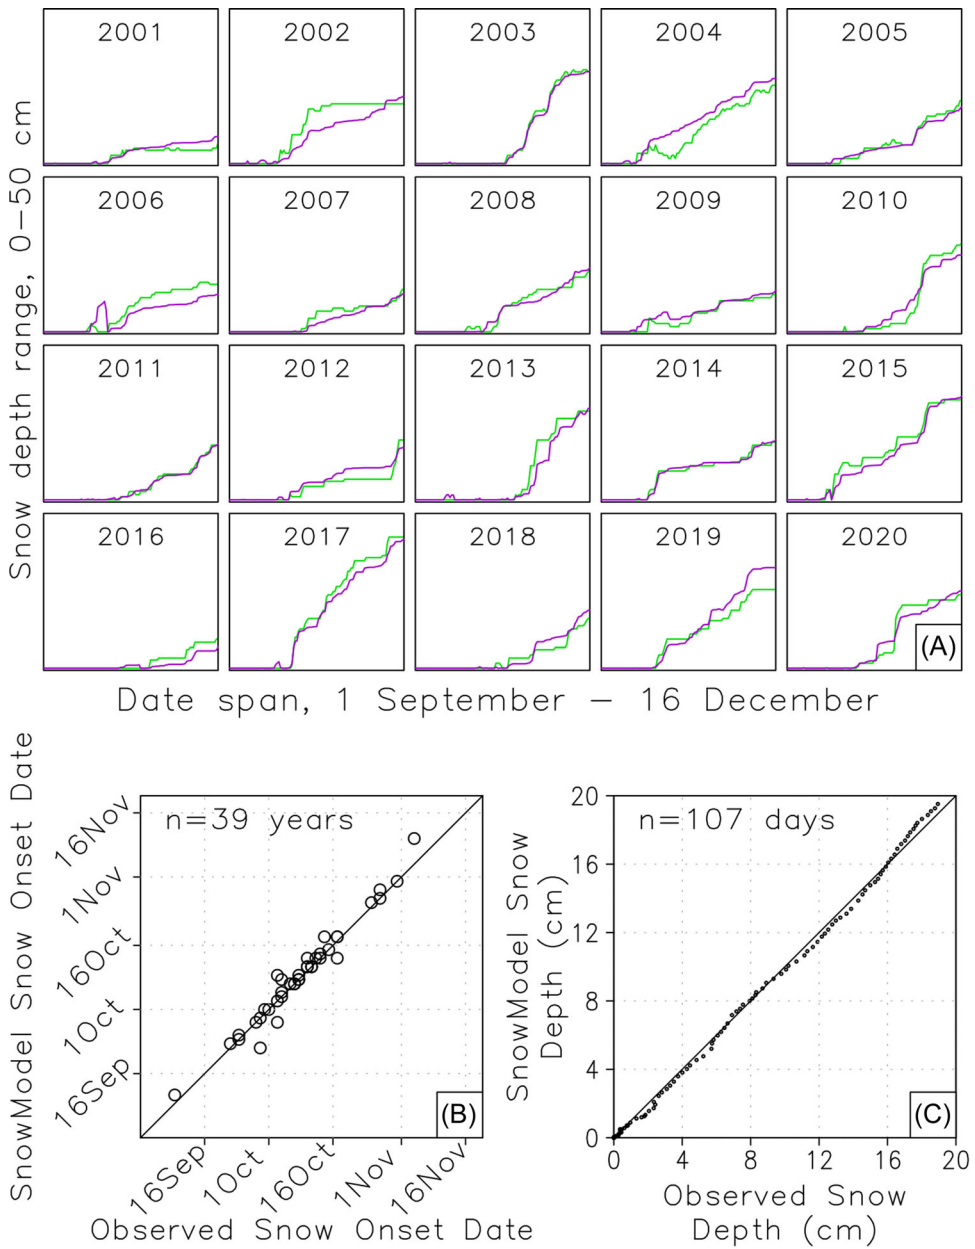 2001 2002 2003 2004 2005
2006 2007 2008 2009 2010
2011 2012 2013 2014 2015
2016 2017 2018 2019 2020
Snow depth range, 0-50 cm
(A)
Date span, 1 September - 16 December
SnowModel Snow Onset Date
n=39 years
16Nov
1Nov
16Oct
1Oct
16Sep
(B)
16Sep 1Oct 16Oct 1Nov 16Nov
Observed Snow Onset Date
SnowModel Snow
Depth (cm)
n=107 days
20
16
12
8
4
0
(C)
0 4 8 12 16 20
Observed Snow
Depth (cm)